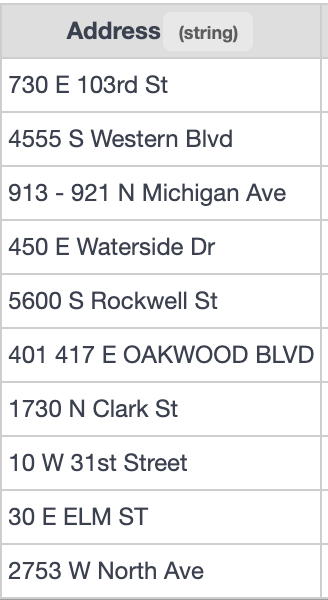 Address (string)
730 E 103rd St
4555 S Western Blvd
913 - 921 N Michigan Ave
450 E Waterside Dr
5600 S Rockwell St
401 417 E OAKWOOD BLVD
1730 N Clark St
10 W 31st Street
30 E ELM ST
2753 W North Ave